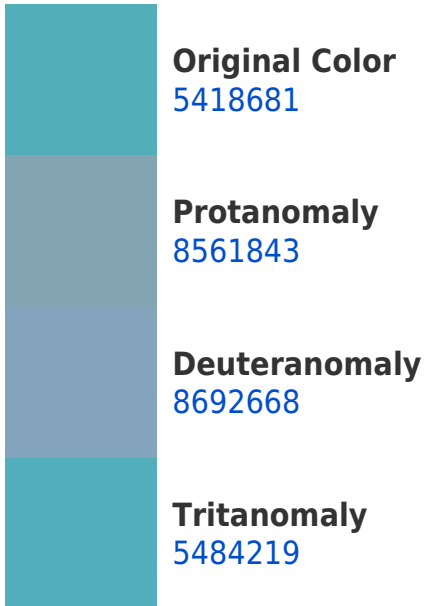 Original Color
5418681
Protanomaly
8561843
Deuteranomaly
8692668
Tritanomaly
5484219